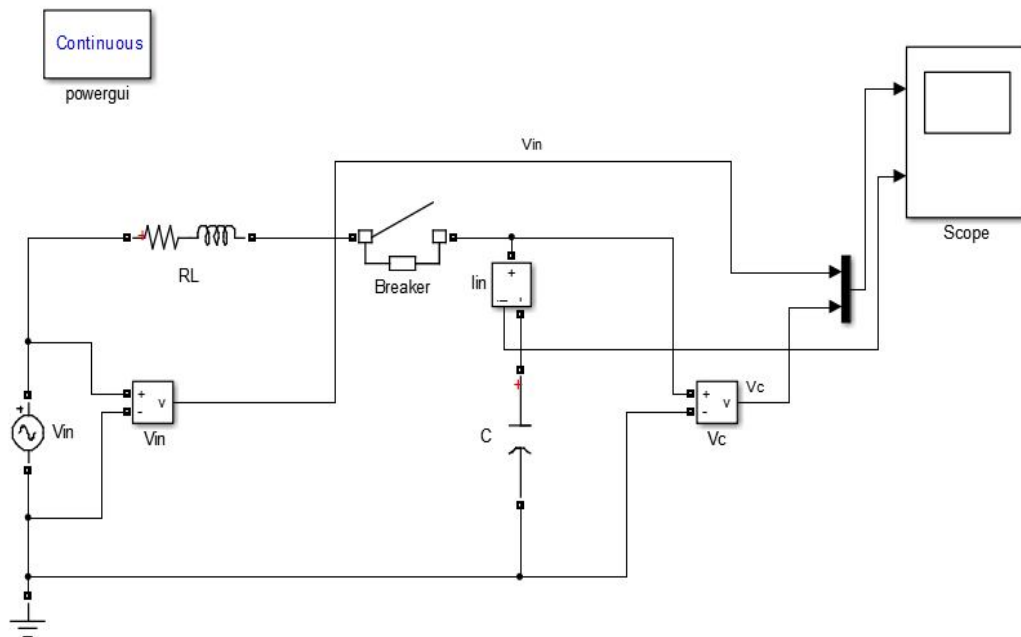 Continuous
powergui
Vin
Scope
RL
Breaker
Iin
+
+
-
v
Vin
+
Vin
C
+
-
v
Vc
Vc